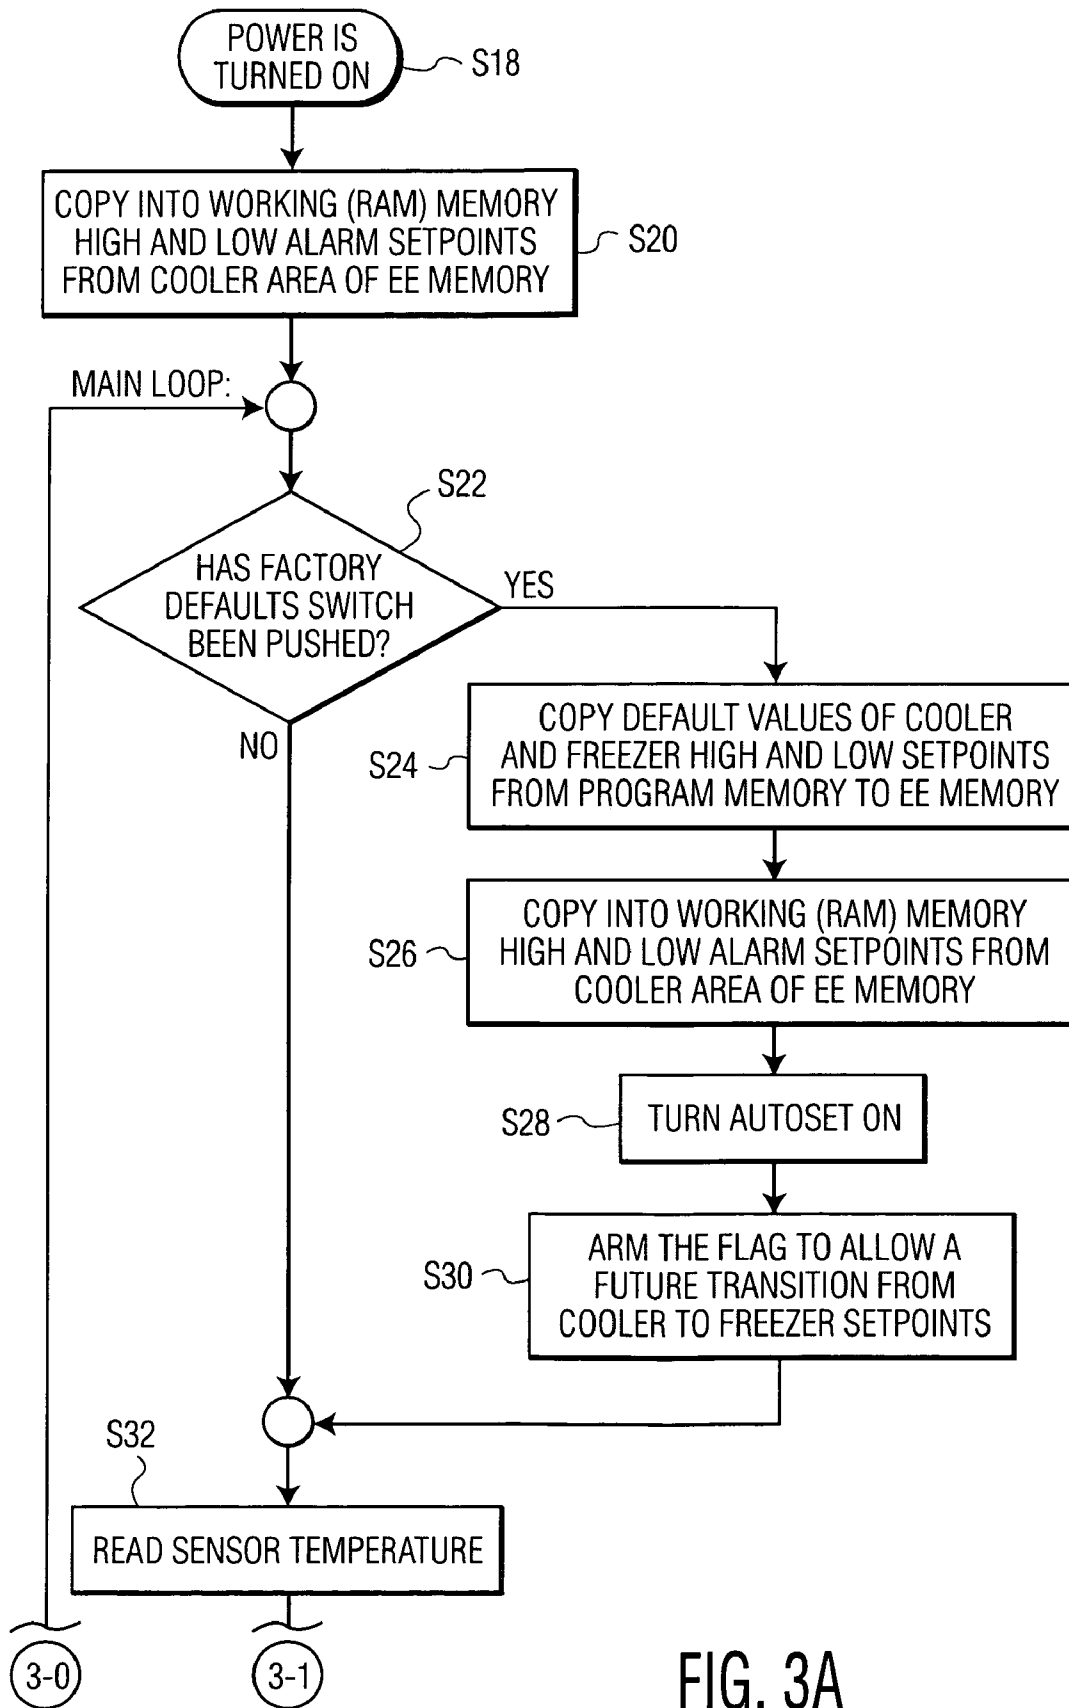 POWER IS
TURNED ON
S18
COPY INTO WORKING (RAM) MEMORY
HIGH AND LOW ALARM SETPOINTS
FROM COOLER AREA OF EE MEMORY
S20
MAIN LOOP:
S22
HAS FACTORY
DEFAULTS SWITCH
BEEN PUSHED?
YES
NO
S24
COPY DEFAULT VALUES OF COOLER
AND FREEZER HIGH AND LOW SETPOINTS
FROM PROGRAM MEMORY TO EE MEMORY
S26
COPY INTO WORKING (RAM) MEMORY
HIGH AND LOW ALARM SETPOINTS FROM
COOLER AREA OF EE MEMORY
S28
TURN AUTOSET ON
S30
ARM THE FLAG TO ALLOW A
FUTURE TRANSITION FROM
COOLER TO FREEZER SETPOINTS
S32
READ SENSOR TEMPERATURE
3-0
3-1
FIG. 3A